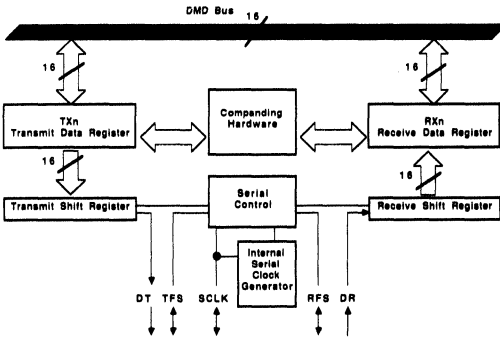 DMD Bus
16
16
16
TXn
Transmit Data Register
Companding
Hardware
RXn
Receive Data Register
16
16
Transmit Shift Register
Serial
Control
Receive Shift Register
Internal
Serial
Clock
Generator
DT TFS SCLK RFS DR